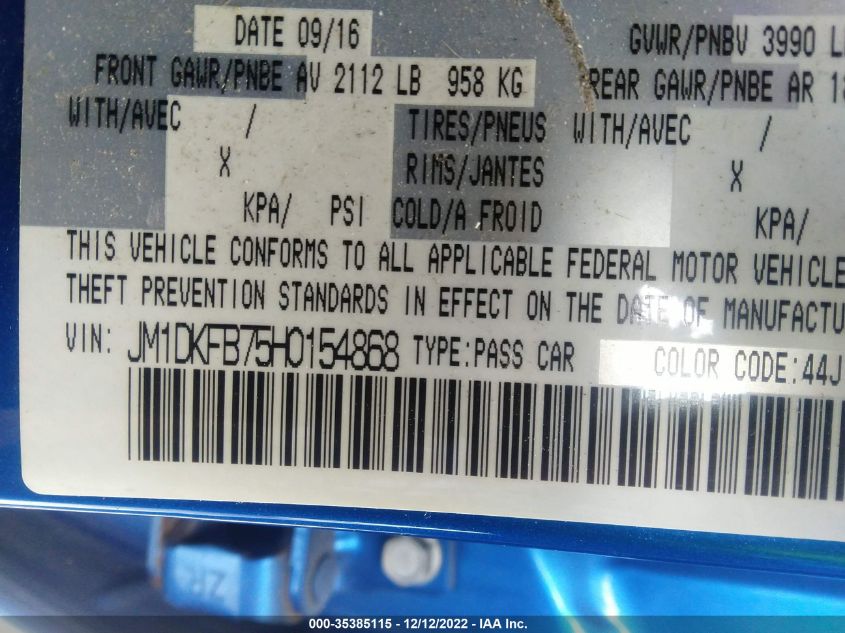 DATE 09/16 GVWR/PNBV 3990 L
FRONT GAWR/PNBE AV 2112 LB 958 KG REAR GAWR/PNBE AR 18
WITH/AVEC / TIRES/PNEUS WITH/AVEC /
X RIMS/JANTES X
KPA/ PSI COLD/A FROID KPA/
THIS VEHICLE CONFORMS TO ALL APPLICABLE FEDERAL MOTOR VEHICLE
THEFT PREVENTION STANDARDS IN EFFECT ON THE DATE OF MANUFACTU
VIN: JM1DKFB75H0154868 TYPE:PASS CAR COLOR CODE:44J
ZR
000-35385115 - 12/12/2022 - IAA Inc.